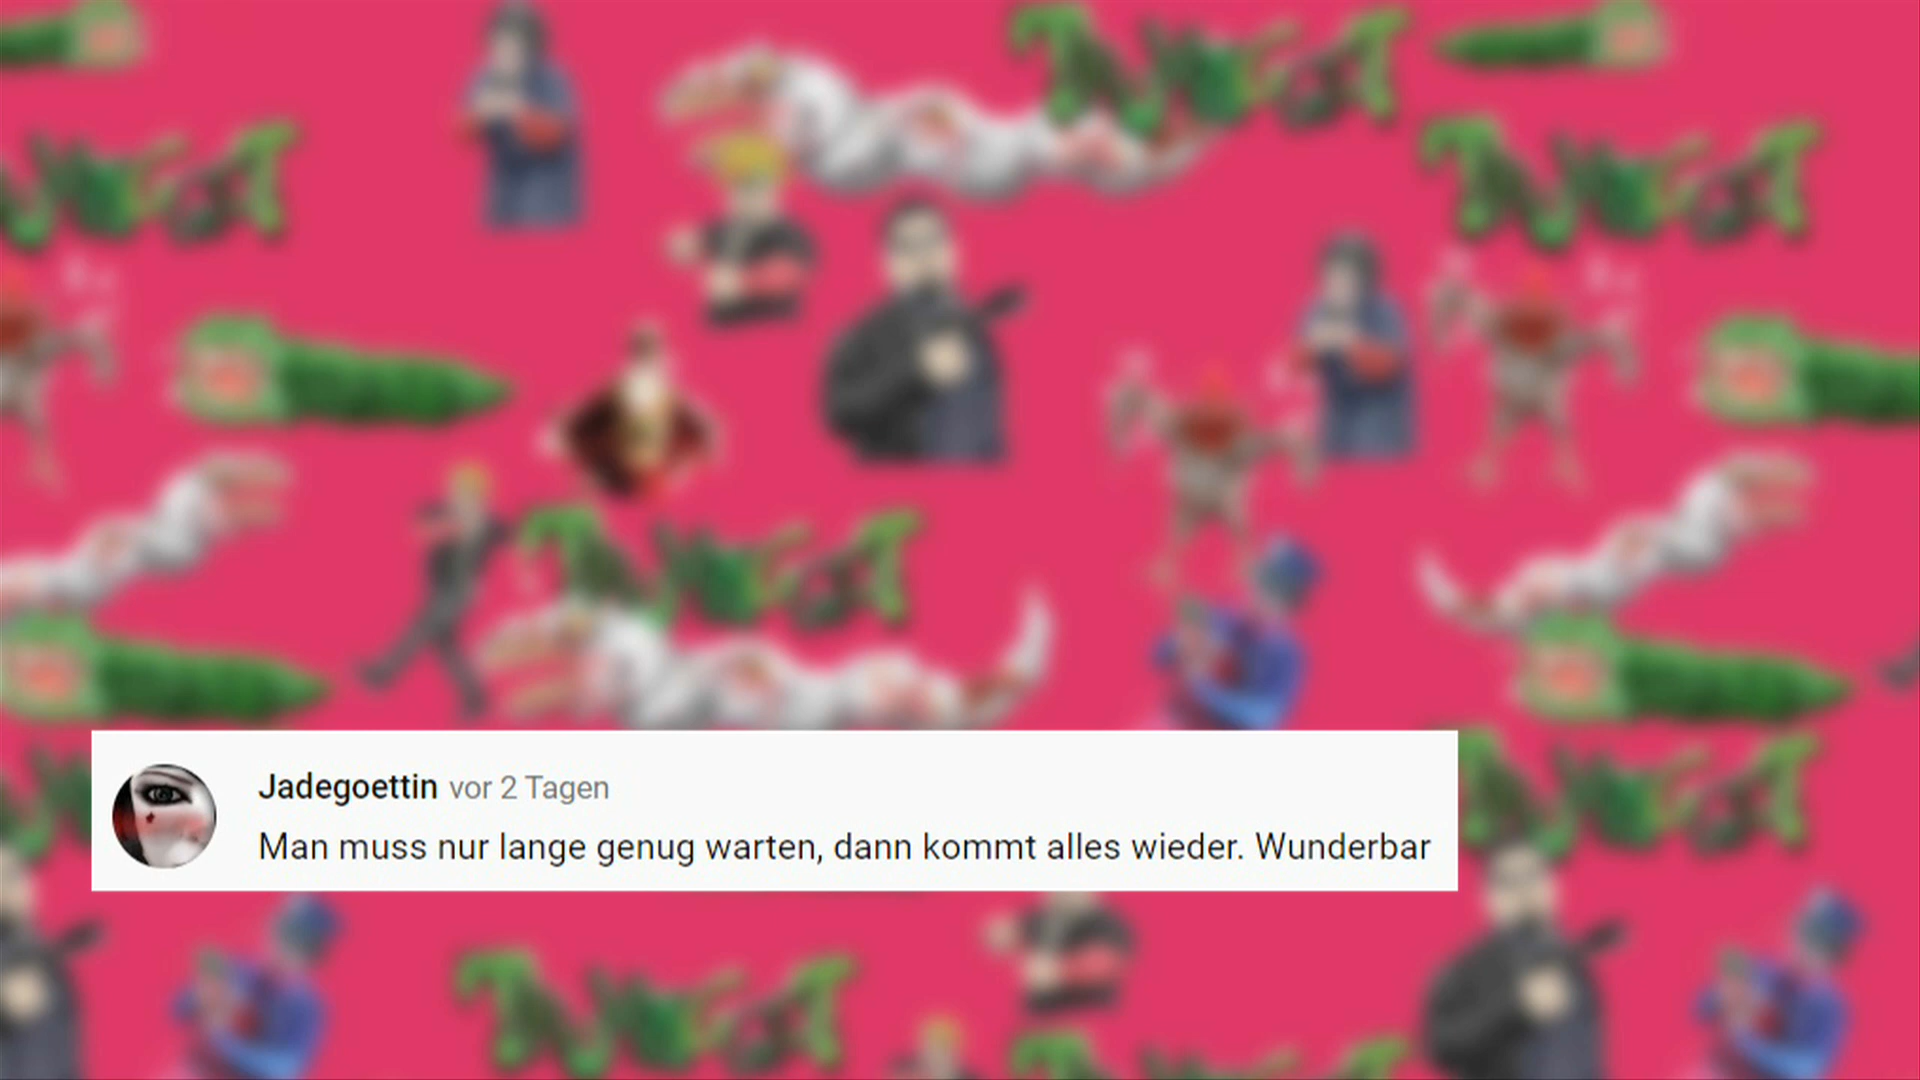 Jadegoettin vor 2 Tagen
Man muss nur lange genug warten, dann kommt alles wieder. Wunderbar